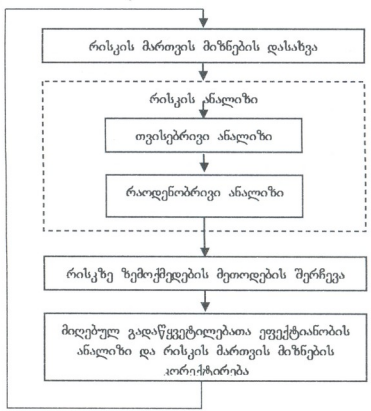 რისკის მართვის მიზნების დასახვა
რისკის ანალიზი
თვისებრივი ანალიზი
რაოდენობრივი ანალიზი
რისკზე ზემოქმედების მეთოდების შერჩევა
მიღებულ გადაწყვეტილებათა ეფექტიანობის
ანალიზი და რისკის მართვის მიზნების
კორექტირება